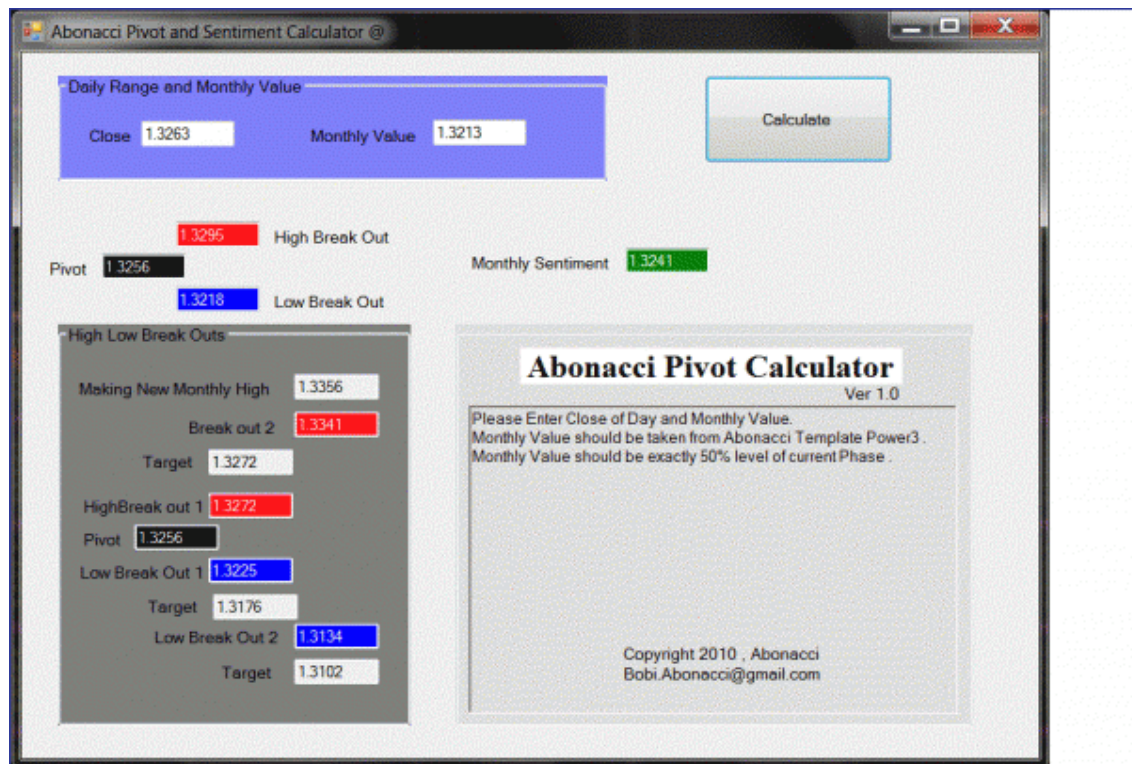 Abonacci Pivot and Sentiment Calculator @
Daily Range and Monthly Value
Close 1.3263 Monthly Value 1.3213
Calculate
1.3295 High Break Out
Pivot 1.3256
Monthly Sentiment 1.3241
1.3218 Low Break Out
High Low Break Outs
Making New Monthly High 1.3356
Break out 2 1.3341
Target 1.3272
HighBreak out 1 1.3272
Pivot 1.3256
Low Break Out 1 1.3225
Target 1.3176
Low Break Out 2 1.3134
Target 1.3102
Abonacci Pivot Calculator
Ver 1.0
Please Enter Close of Day and Monthly Value.
Monthly Value should be taken from Abonacci Template Power3 .
Monthly Value should be exactly 50% level of current Phase .
Copyright 2010 , Abonacci
Bobi.Abonacci@gmail.com